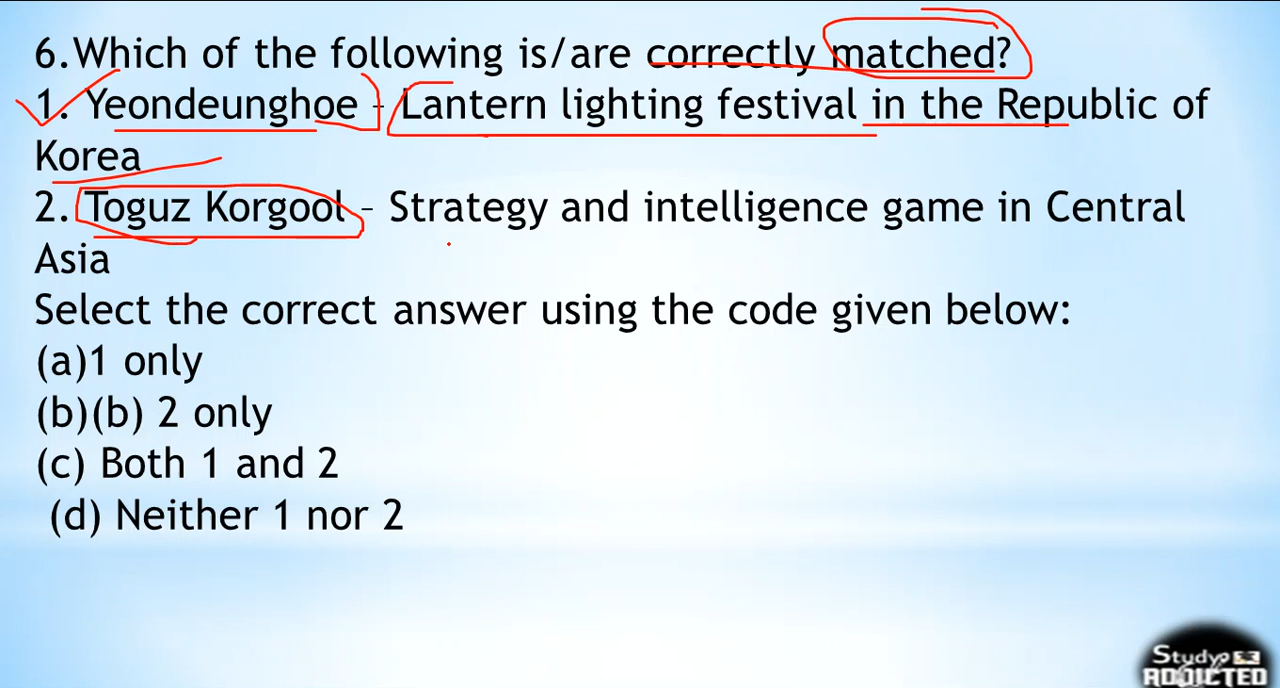 6.Which of the following is/are correctly matched?
1. Yeondeunghoe - Lantern lighting festival in the Republic of
Korea
2. Toguz Korgool - Strategy and intelligence game in Central
Asia
Select the correct answer using the code given below:
(a)1 only
(b)(b) 2 only
(c) Both 1 and 2
(d) Neither 1 nor 2
Study
ADDICTED